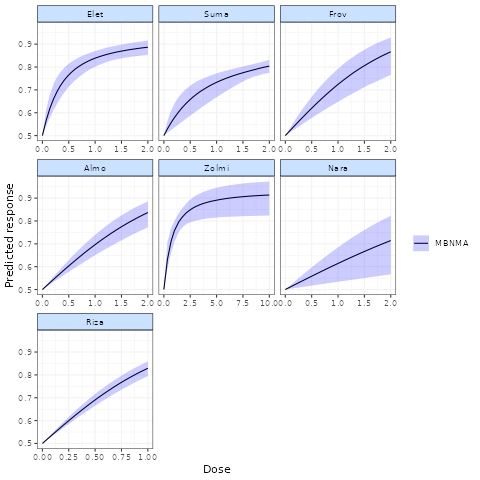 Elet Suma Frov
0.9
0.8
0.7
0.6
0.5
0.0 0.5 1.0 1.5 2.0 0.0 0.5 1.0 1.5 2.0 0.0 0.5 1.0 1.5 2.0
Almo Zolmi Nara
0.9
0.8
0.7
0.6
0.5
0.0 0.5 1.0 1.5 2.0 0.0 2.5 5.0 7.5 10.0 0.0 0.5 1.0 1.5 2.0
Riza
0.9
0.8
0.7
0.6
0.5
0.00 0.25 0.50 0.75 1.00
Predicted response
Dose
MBNMA